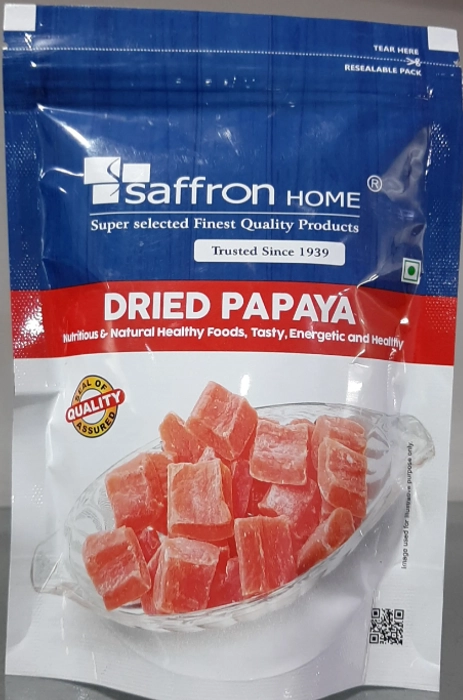 TEAR HERE
RESEALABLE PACK
saffron HOME ®
Super selected Finest Quality Products
Trusted Since 1939
DRIED PAPAYA
Nutritious & Natural Healthy Foods, Tasty, Energetic and Healthy
SEAL OF
QUALITY
ASSURED
Image used for illustrative purpose only.